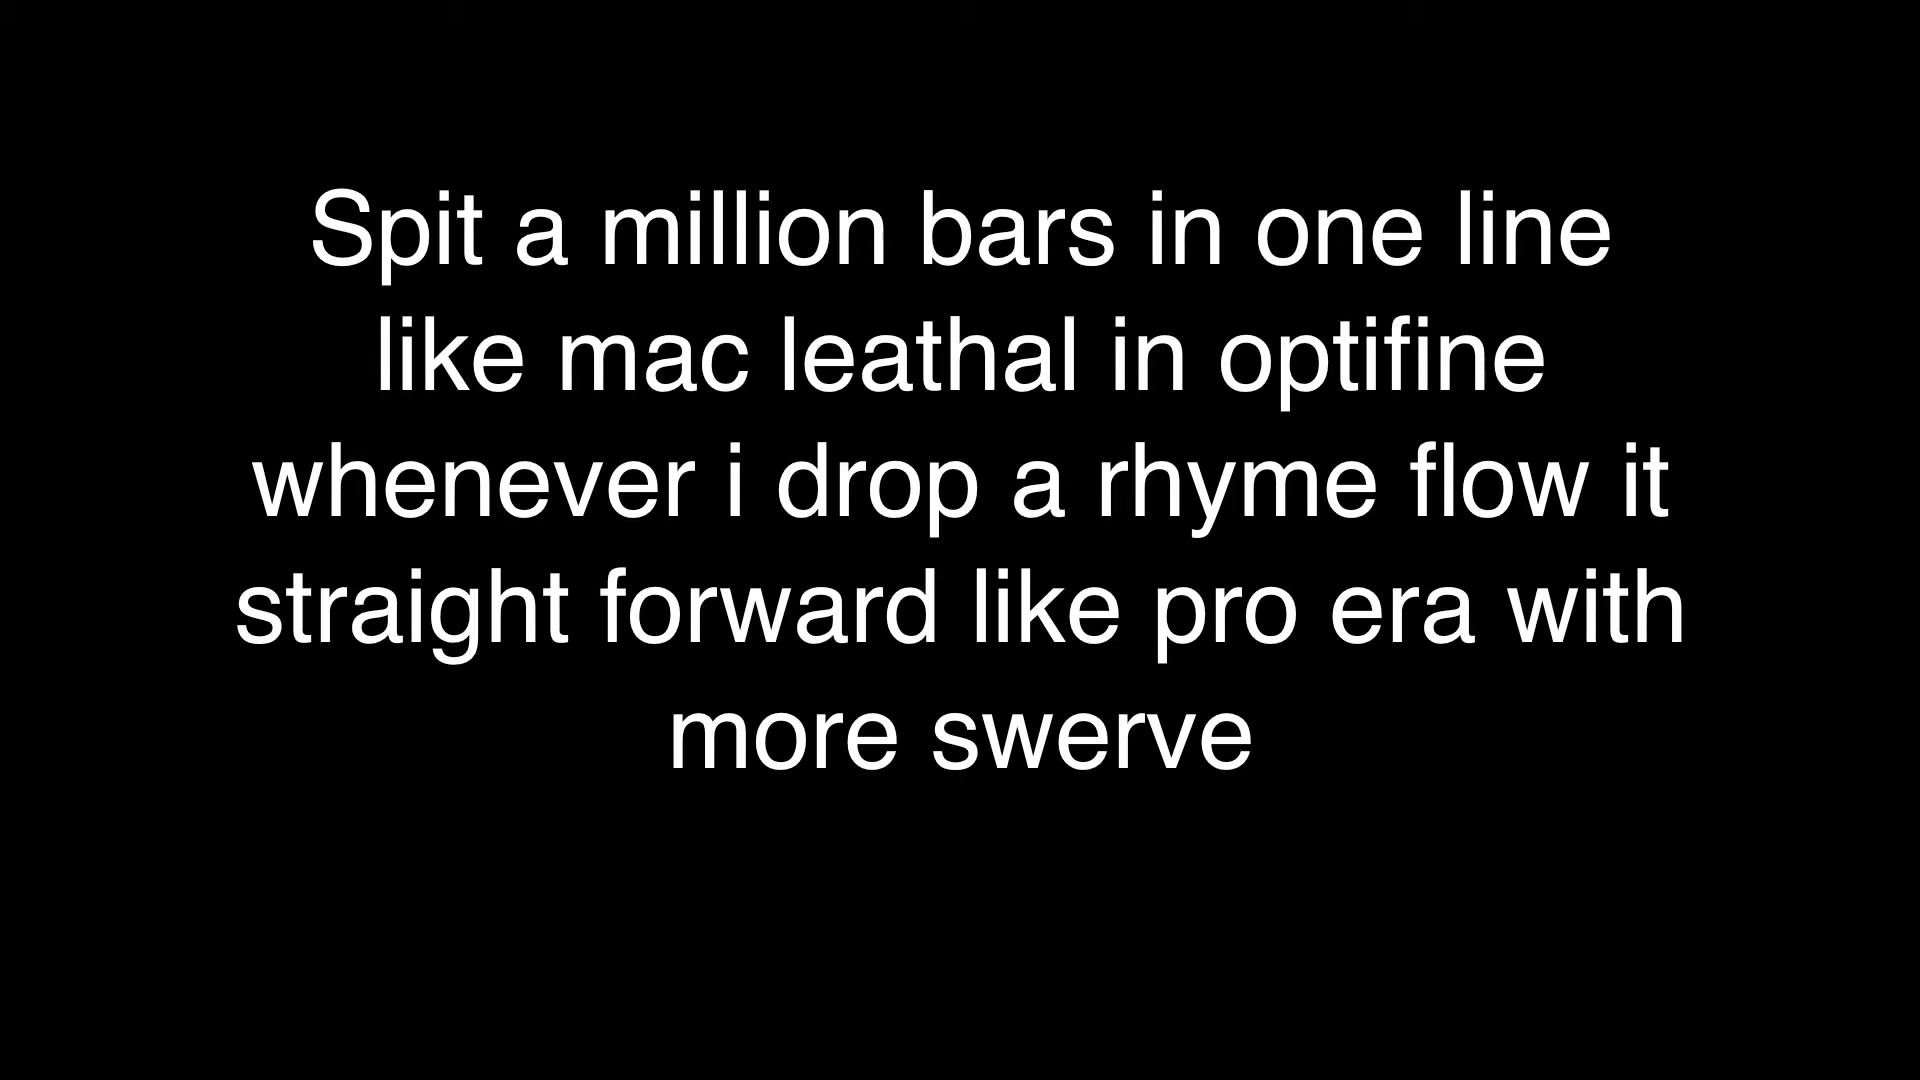 Spit a million bars in one line
like mac leathal in optifine
whenever i drop a rhyme flow it
straight forward like pro era with
more swerve